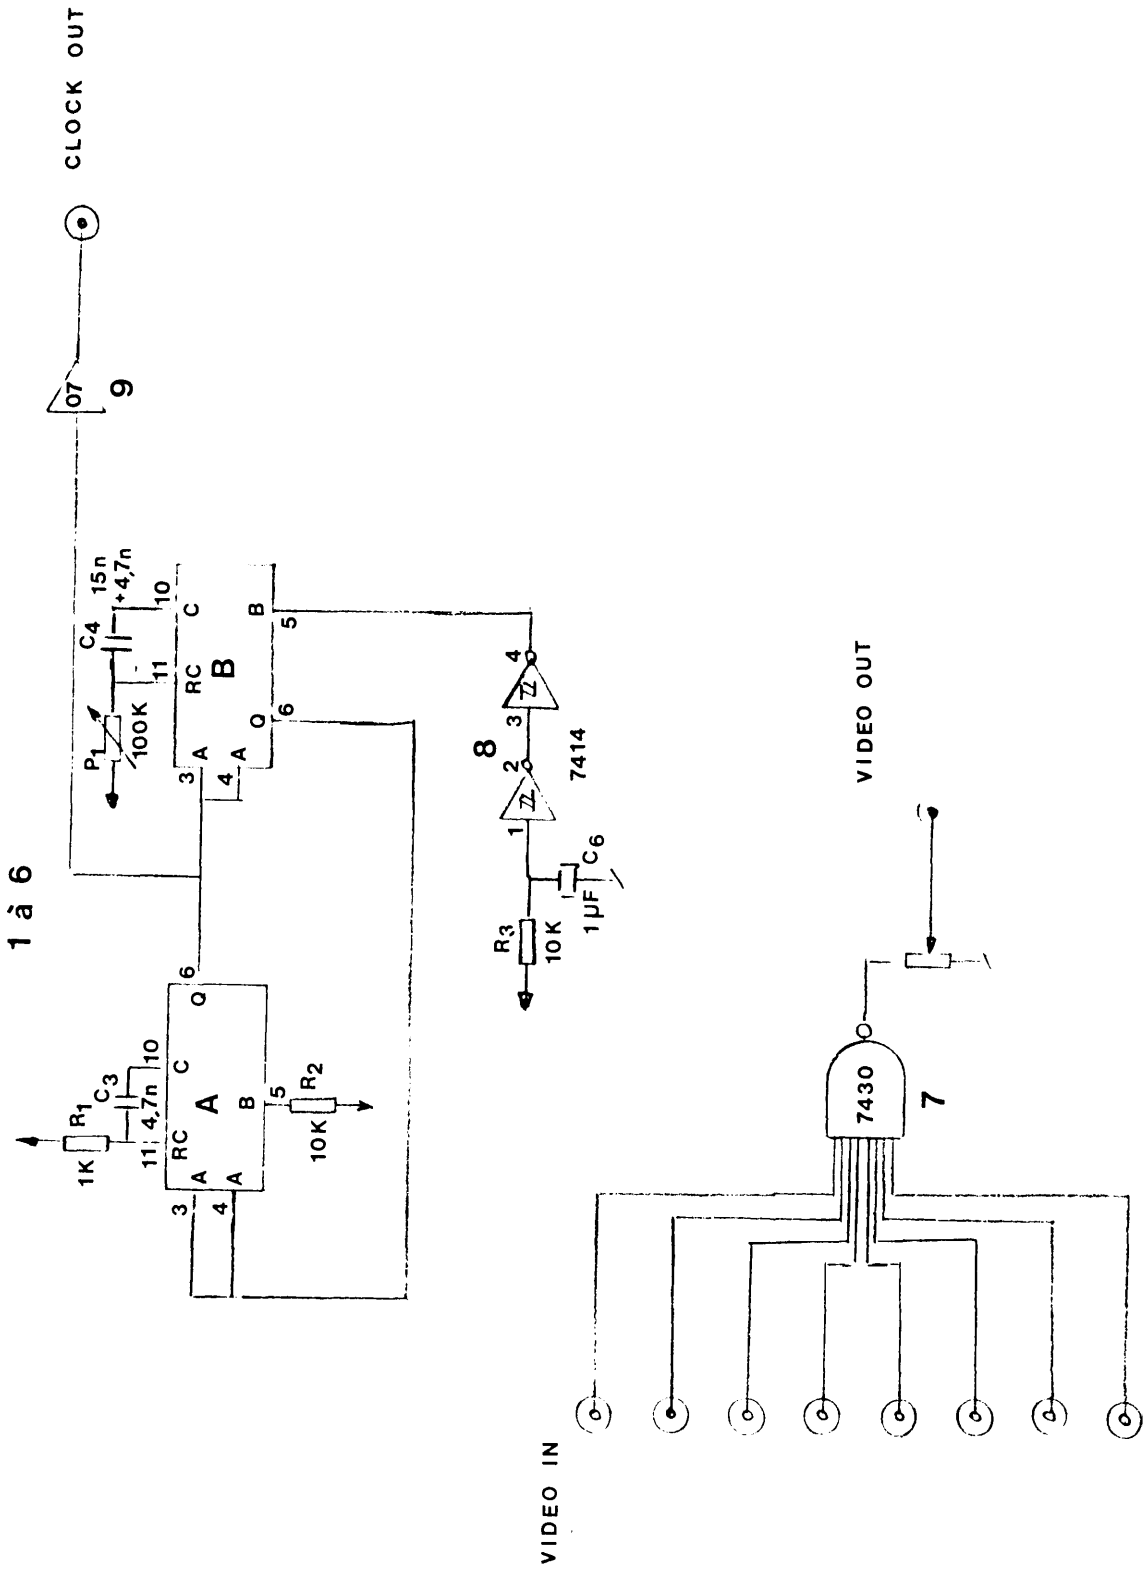 1 à 6
CLOCK OUT
07
9
R1
1K
C3
4,7n
11
10
RC
C
3
A
4
A
A
Q
6
B
5
R2
10K
P1
100K
C4
15n
+4,7n
11
10
RC
C
3
A
4
A
B
Q
6
B
5
8
R3
10K
C6
1µF
1
2
3
4
7414
VIDEO IN
7430
7
VIDEO OUT